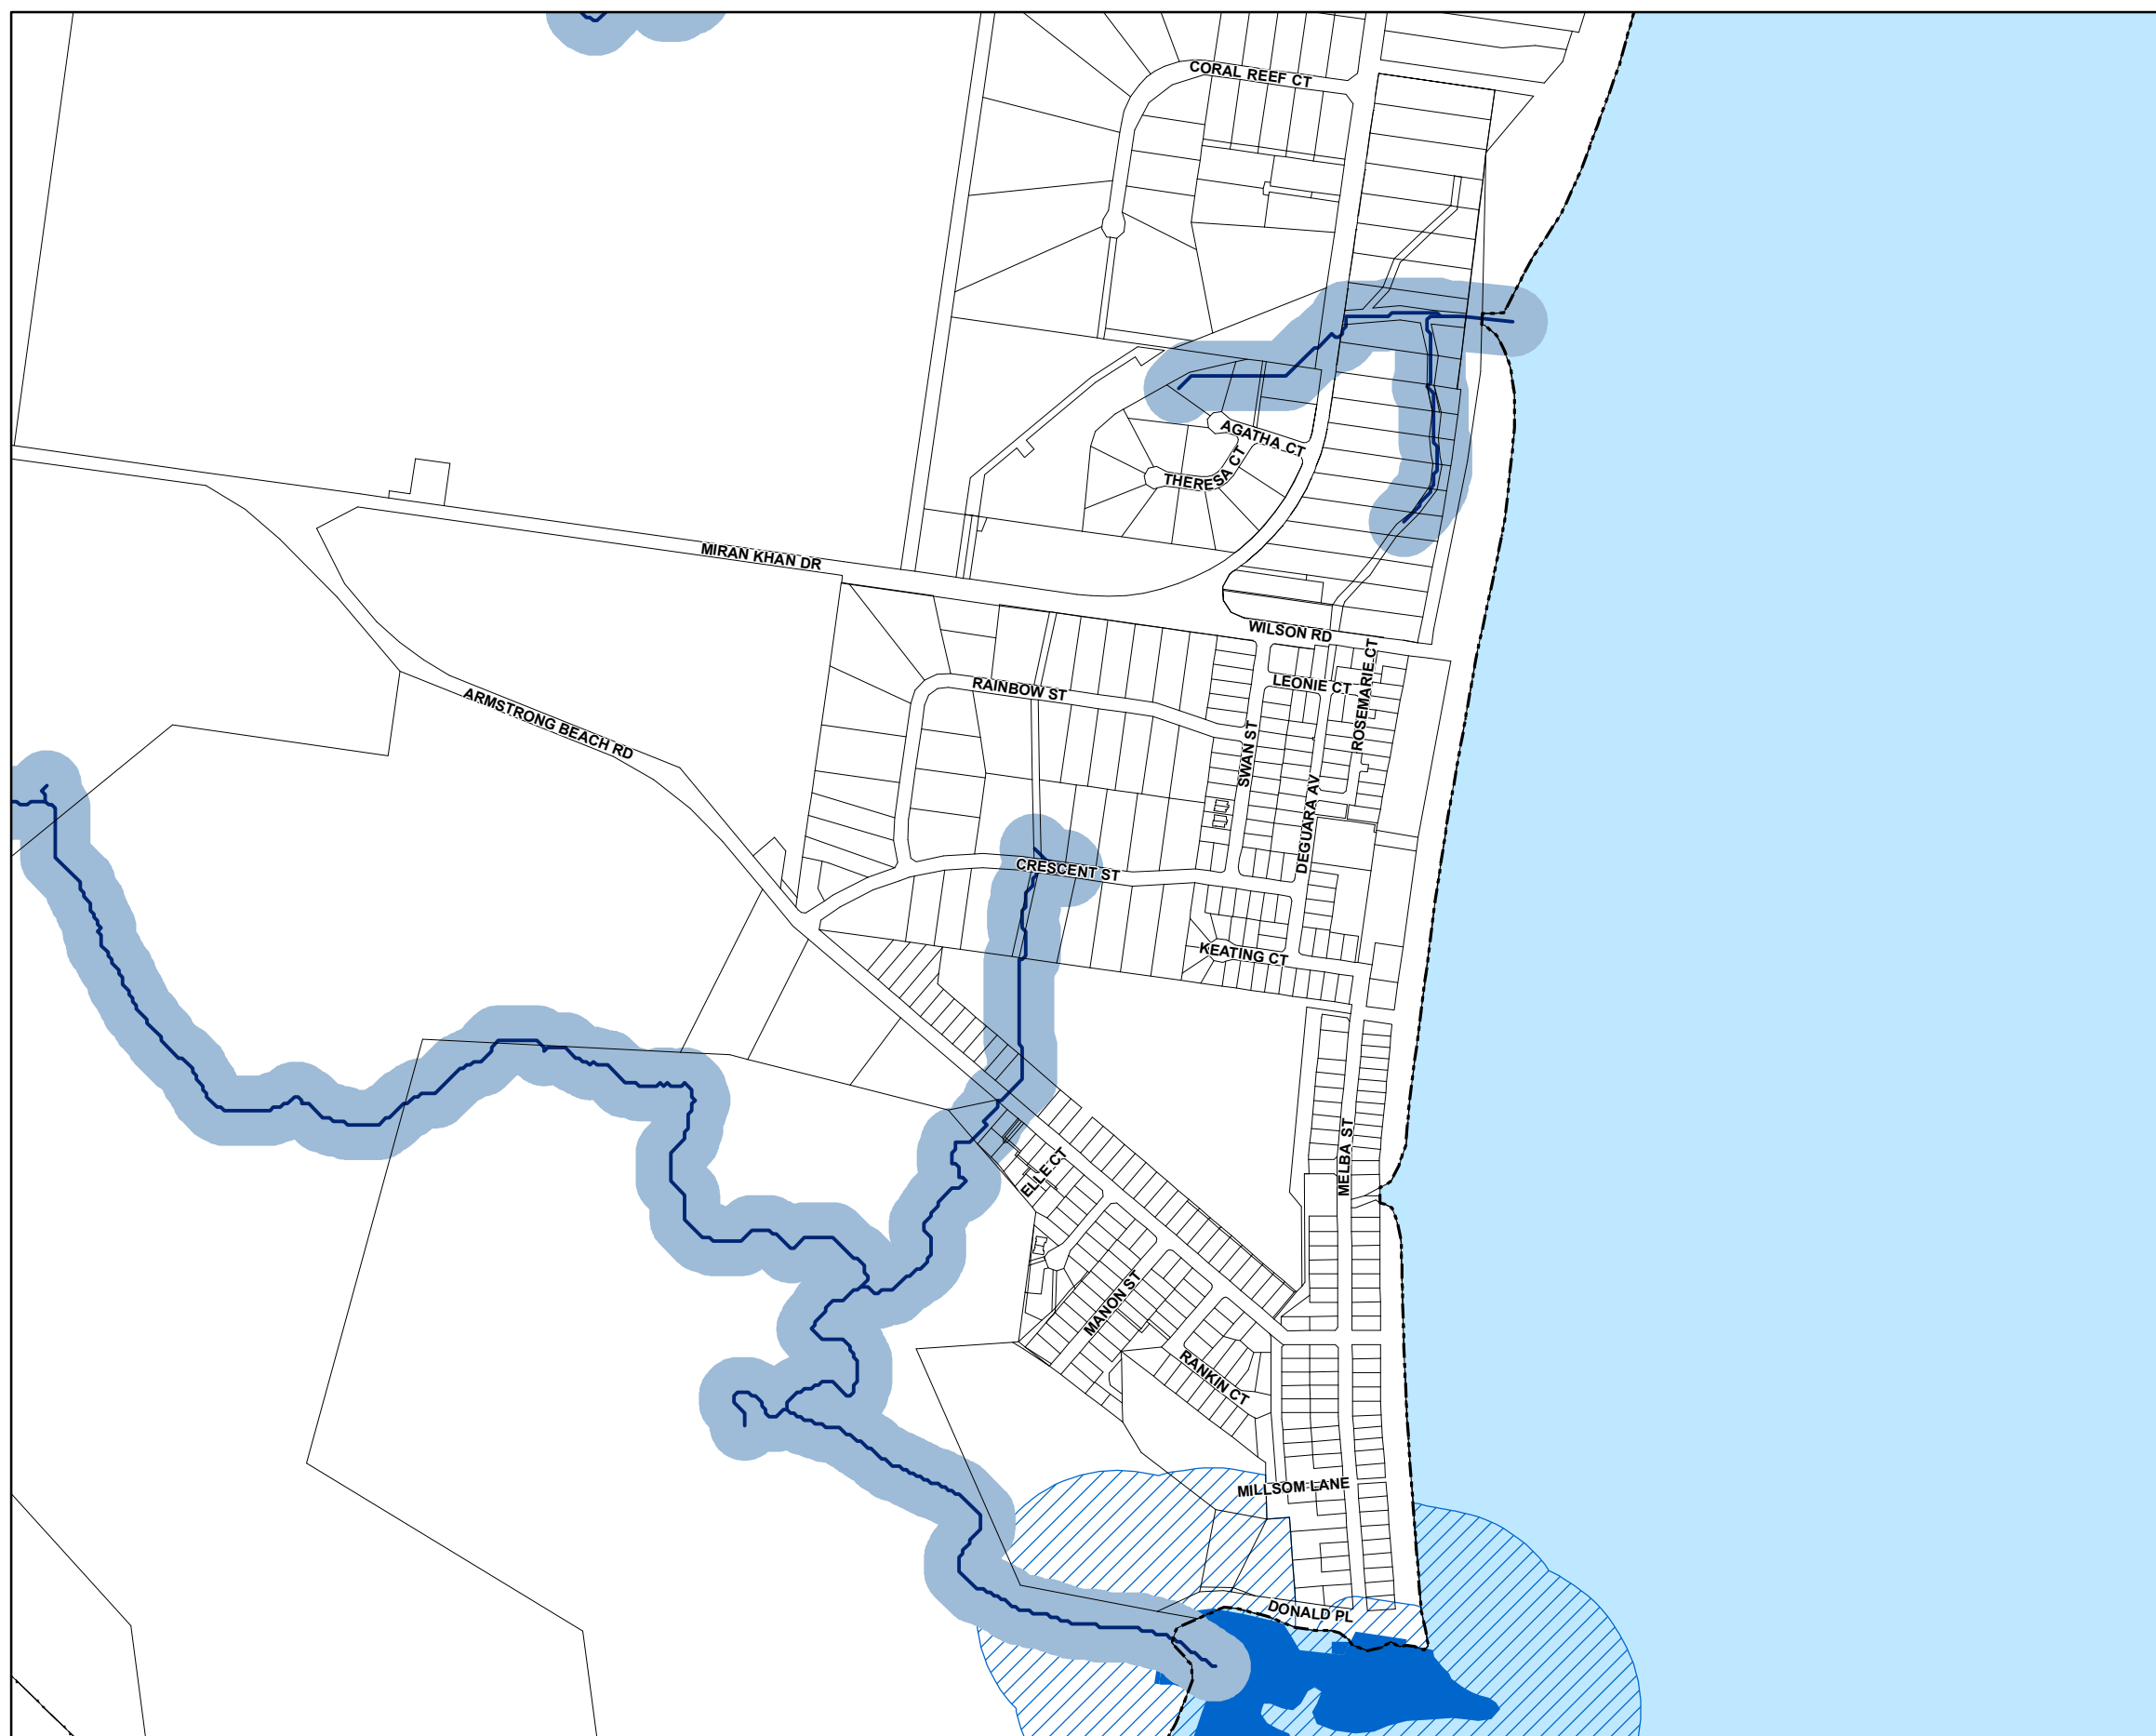 CORAL REEF CT
AGATHA CT
THERESA CT
MIRAN KHAN DR
WILSON RD
ROSEMARIE CT
LEONIE CT
RAINBOW ST
ARMSTRONG BEACH RD
SWAN ST
DEGUARA AV
CRESCENT ST
KEATING CT
MELBA ST
ELLE CT
MANON ST
RANKIN CT
MILLSOM LANE
DONALD PL